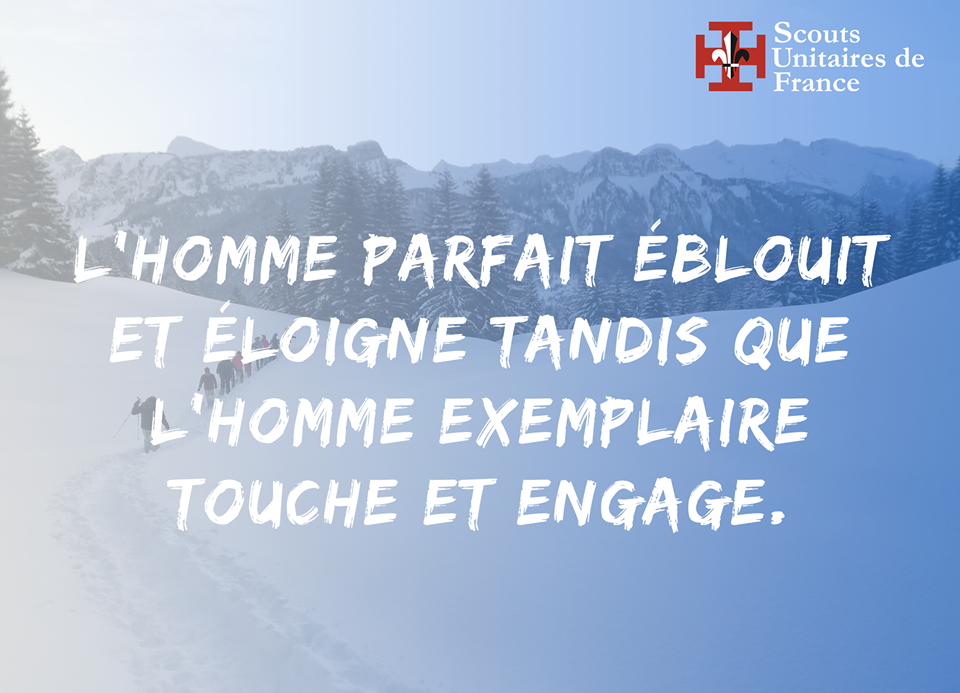 Scouts
Unitaires de
France
L'HOMME PARFAIT ÉBLOUIT
ET ÉLOIGNE TANDIS QUE
L'HOMME EXEMPLAIRE
TOUCHE ET ENGAGE.